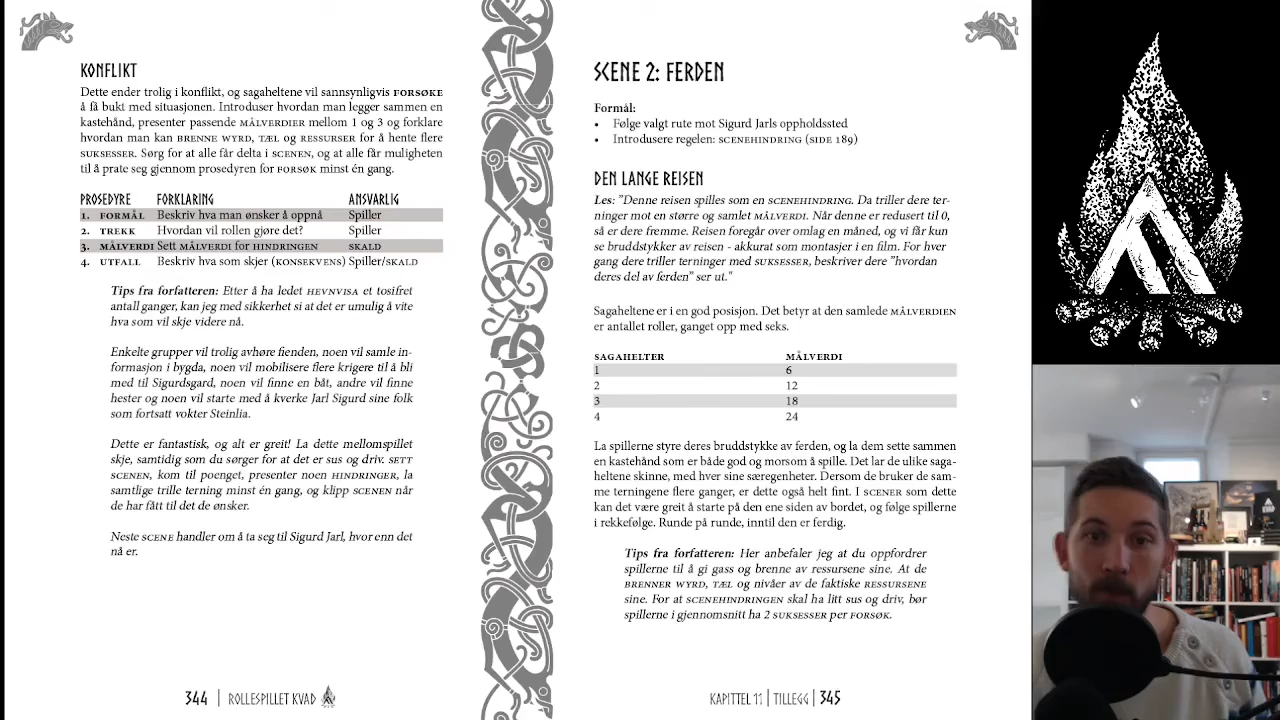 KONFLIKT
Dette ender trolig i konflikt, og sagaheltene vil sannsynligvis FORSØKE
å få bukt med situasjonen. Introduser hvordan man legger sammen en
kastehånd, presenter passende MÅLVERDIER mellom 1 og 3 og forklare
hvordan man kan BRENNE WYRD, TÆL og RESSURSER for å hente flere
SUKSESSER. Sørg for at alle får delta i SCENEN, og at alle får muligheten
til å prate seg gjennom prosedyren for FORSØK minst én gang.
PROSEDYRE FORKLARING ANSVARLIG
1. FORMÅL Beskriv hva man ønsker å oppnå Spiller
2. TREKK Hvordan vil rollen gjøre det? Spiller
3. MÅLVERDI Sett MÅLVERDI for HINDRINGEN SKALD
4. UTFALL Beskriv hva som skjer (KONSEKVENS) Spiller/SKALD
Tips fra forfatteren: Etter å ha ledet HEVNVISA et tosifret
antall ganger, kan jeg med sikkerhet si at det er umulig å vite
hva som vil skje videre nå.
Enkelte grupper vil trolig avhøre fienden, noen vil samle in-
formasjon i bygda, noen vil mobilisere flere krigere til å bli
med til Sigurdsgard, noen vil finne en båt, andre vil finne
hester og noen vil starte med å kverke Jarl Sigurd sine folk
som fortsatt vokter Steinlia.
Dette er fantastisk, og alt er greit! La dette mellomspillet
skje, samtidig som du sørger for at det er sus og driv. SETT
SCENEN, kom til poenget, presenter noen HINDRINGER, la
samtlige trille terning minst én gang, og klipp SCENEN når
de har fått til det de ønsker.
Neste SCENE handler om å ta seg til Sigurd Jarl, hvor enn det
nå er.
344 | ROLLESPILLET KVAD
SCENE 2: FERDEN
Formål:
• Følge valgt rute mot Sigurd Jarls oppholdssted
• Introdusere regelen: SCENEHINDRING (SIDE 189)
DEN LANGE REISEN
Les: "Denne reisen spilles som en SCENEHINDRING. Da triller dere ter-
ninger mot en større og samlet MÅLVERDI. Når denne er redusert til 0,
så er dere fremme. Reisen foregår over omlag en måned, og vi får kun
se bruddstykker av reisen - akkurat som montasjer i en film. For hver
gang dere triller terninger med SUKSESSER, beskriver dere "hvordan
deres del av ferden" ser ut."
Sagaheltene er i en god posisjon. Det betyr at den samlede MÅLVERDIEN
er antallet roller, ganget opp med seks.
SAGAHELTER MÅLVERDI
1 6
2 12
3 18
4 24
La spillerne styre deres bruddstykke av ferden, og la dem sette sammen
en kastehånd som er både god og morsom å spille. Det lar de ulike saga-
heltene skinne, med hver sine særegenheter. Dersom de bruker de sam-
me terningene flere ganger, er dette også helt fint. I SCENER som dette
kan det være greit å starte på den ene siden av bordet, og følge spillerne
i rekkefølge. Runde på runde, inntil den er ferdig.
Tips fra forfatteren: Her anbefaler jeg at du oppfordrer
spillerne til å gi gass og brenne av ressursene sine. At de
BRENNER WYRD, TÆL og nivåer av de faktiske RESSURSENE
sine. For at SCENEHINDRINGEN skal ha litt sus og driv, bør
spillerne i gjennomsnitt ha 2 SUKSESSER per FORSØK.
KAPITTEL 11 | TILLEGG | 345